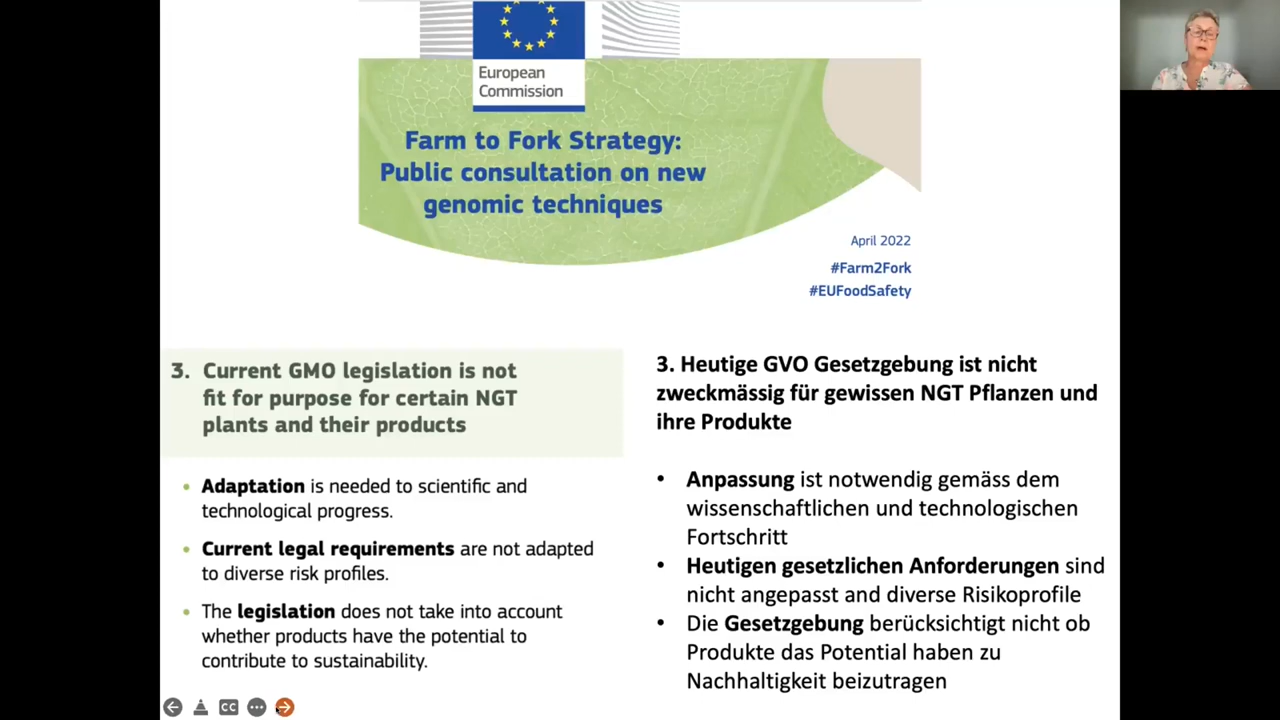 European
Commission
Farm to Fork Strategy:
Public consultation on new
genomic techniques
April 2022
#Farm2Fork
#EUFoodSafety
3. Current GMO legislation is not
fit for purpose for certain NGT
plants and their products
• Adaptation is needed to scientific and
technological progress.
• Current legal requirements are not adapted
to diverse risk profiles.
• The legislation does not take into account
whether products have the potential to
contribute to sustainability.
3. Heutige GVO Gesetzgebung ist nicht
zweckmässig für gewissen NGT Pflanzen und
ihre Produkte
• Anpassung ist notwendig gemäss dem
wissenschaftlichen und technologischen
Fortschritt
• Heutigen gesetzlichen Anforderungen sind
nicht angepasst and diverse Risikoprofile
• Die Gesetzgebung berücksichtigt nicht ob
Produkte das Potential haben zu
Nachhaltigkeit beizutragen
CC